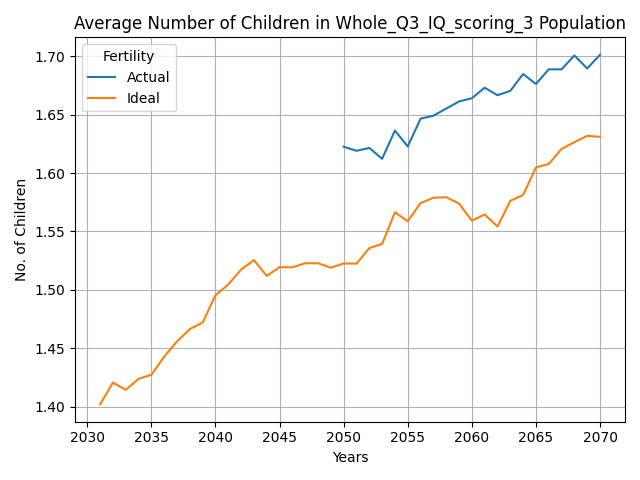 Average Number of Children in Whole_Q3_IQ_scoring_3 Population
Fertility
Actual
Ideal
1.70
1.65
1.60
1.55
1.50
1.45
1.40
No. of Children
2030 2035 2040 2045 2050 2055 2060 2065 2070
Years